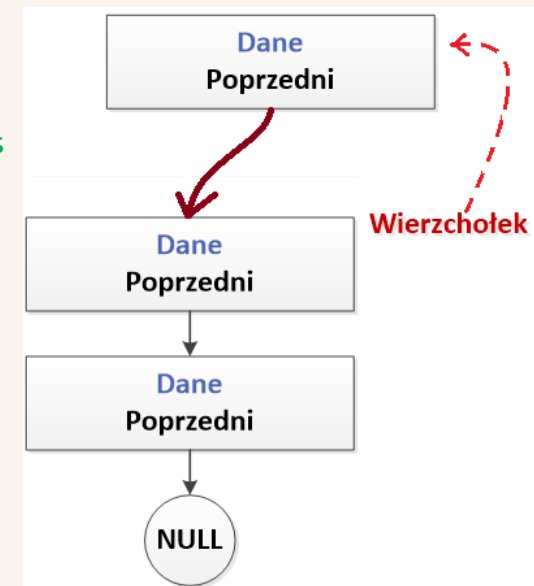 Dane
Poprzedni
s
Wierzchołek
Dane
Poprzedni
Dane
Poprzedni
NULL